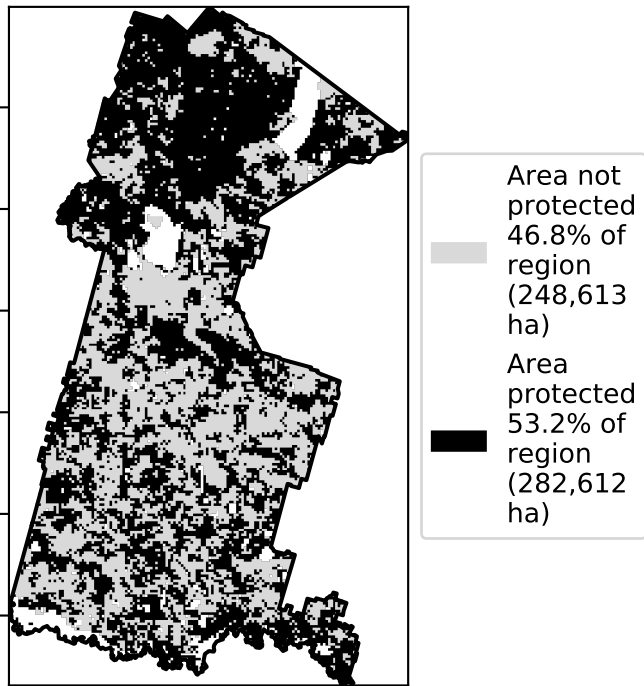 Area not
protected
46.8% of
region
(248,613
ha)
Area
protected
53.2% of
region
(282,612
ha)